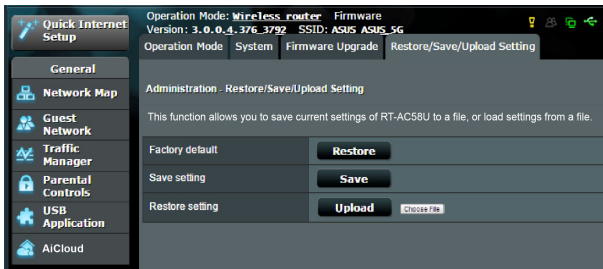 Quick Internet
Setup
General
Network Map
Guest
Network
Traffic
Manager
Parental
Controls
USB
Application
AiCloud
Operation Mode: Wireless router Firmware
Version: 3.0.0.4.376_3792 SSID: ASUS ASUS_5G
Operation Mode System Firmware Upgrade Restore/Save/Upload Setting
Administration - Restore/Save/Upload Setting
This function allows you to save current settings of RT-AC58U to a file, or load settings from a file.
Factory default Restore
Save setting Save
Restore setting Upload Choose File